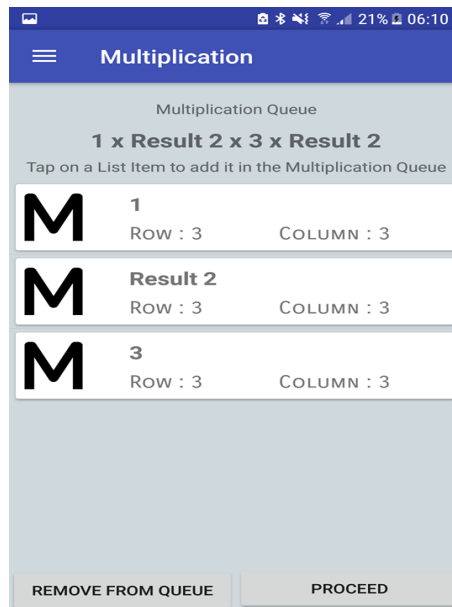 21% 06:10
Multiplication
Multiplication Queue
1 x Result 2 x 3 x Result 2
Tap on a List Item to add it in the Multiplication Queue
M 1
Row : 3 Column : 3
M Result 2
Row : 3 Column : 3
M 3
Row : 3 Column : 3
REMOVE FROM QUEUE PROCEED